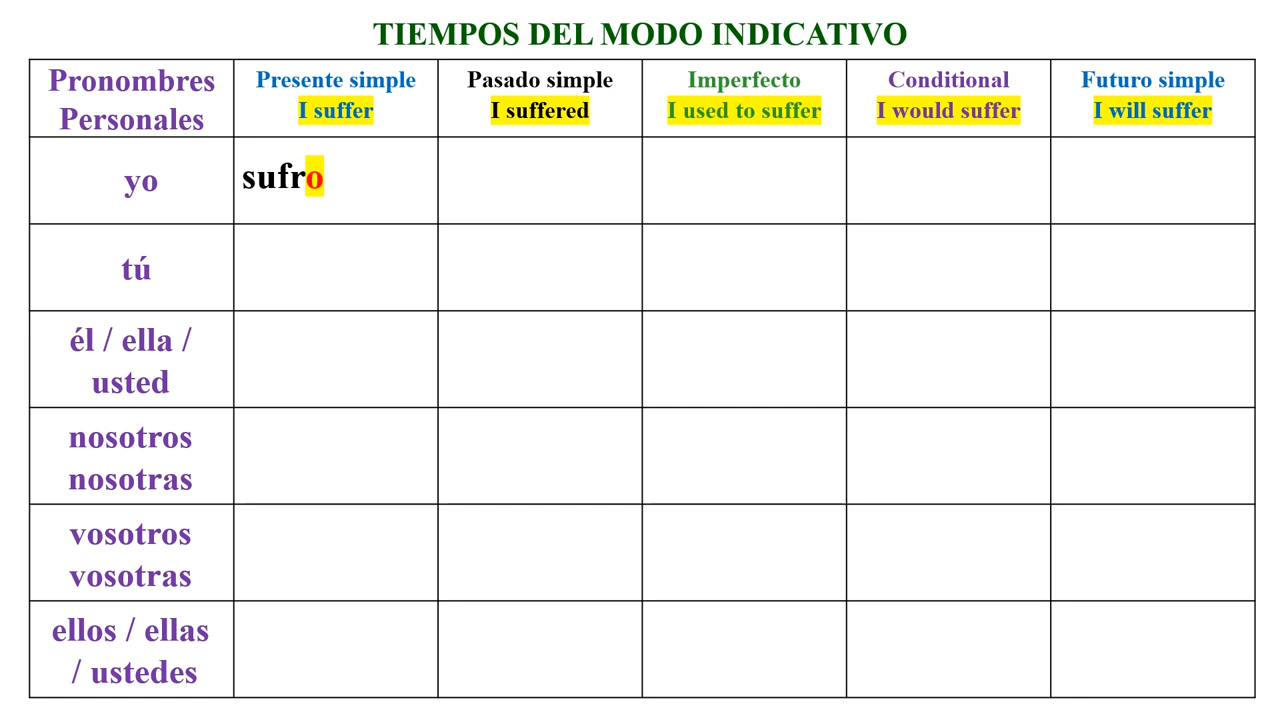 TIEMPOS DEL MODO INDICATIVO
Pronombres
Personales
Presente simple
I suffer
Pasado simple
I suffered
Imperfecto
I used to suffer
Conditional
I would suffer
Futuro simple
I will suffer
yo
sufro
tú
él / ella /
usted
nosotros
nosotras
vosotros
vosotras
ellos / ellas
/ ustedes